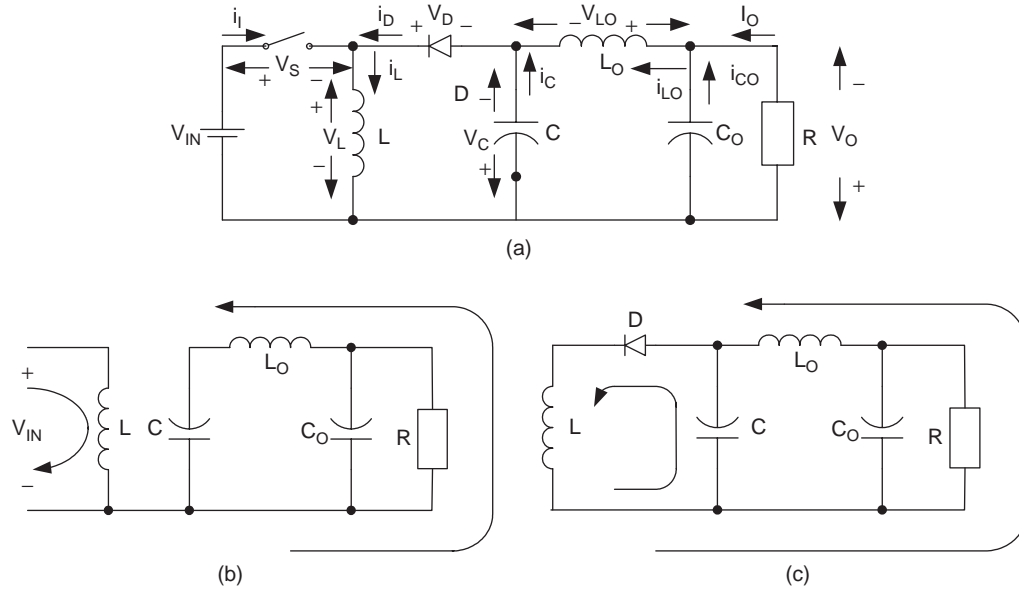 i_I
i_D
+ V_D −
− V_LO +
I_O
+ V_S −
i_L
i_C
L_O
i_LO
i_CO
V_IN
+
V_L
−
L
D
−
V_C
+
C
C_O
R
−
V_O
+
(a)
+
V_IN
−
L
C
L_O
C_O
R
(b)
D
L
C
L_O
C_O
R
(c)